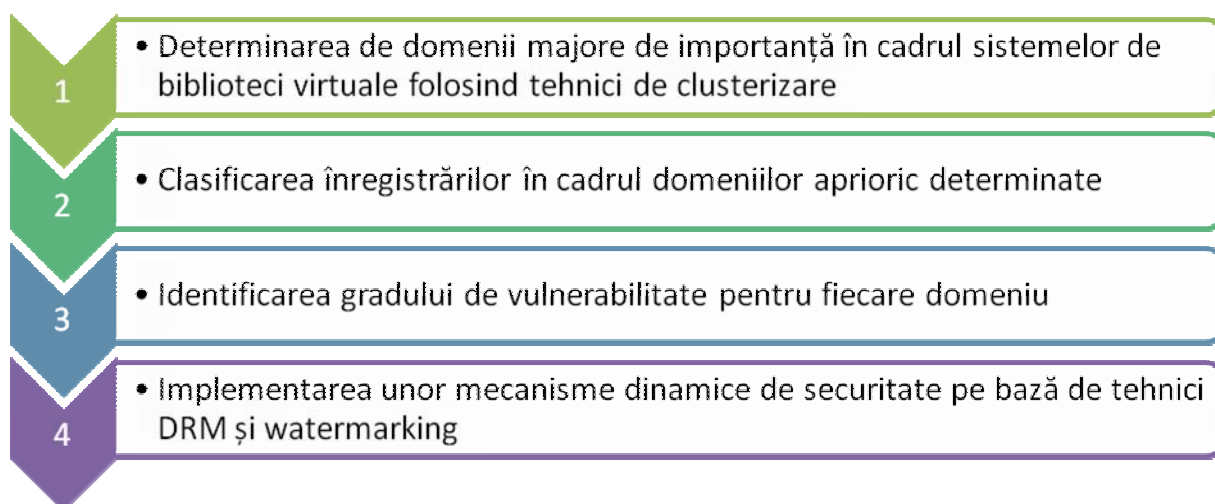 1
• Determinarea de domenii majore de importanță în cadrul sistemelor de
biblioteci virtuale folosind tehnici de clusterizare
2
• Clasificarea înregistrărilor în cadrul domeniilor aprioric determinate
3
• Identificarea gradului de vulnerabilitate pentru fiecare domeniu
4
• Implementarea unor mecanisme dinamice de securitate pe bază de tehnici
DRM și watermarking